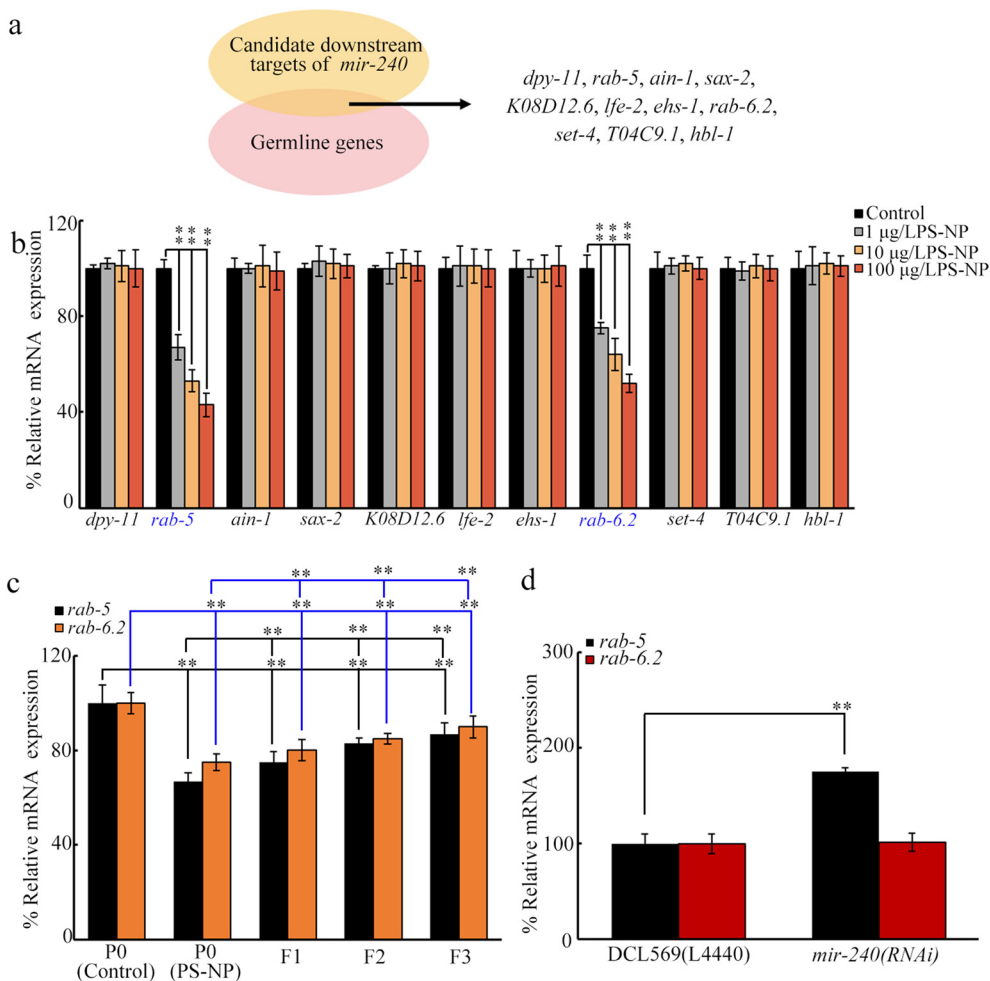 a
Candidate downstream
targets of mir-240
Germline genes
dpy-11, rab-5, ain-1, sax-2,
K08D12.6, lfe-2, ehs-1, rab-6.2,
set-4, T04C9.1, hbl-1
b
% Relative mRNA expression
120
80
40
0
** ** **
** ** **
Control
1 μg/LPS-NP
10 μg/LPS-NP
100 μg/LPS-NP
dpy-11 rab-5 ain-1 sax-2 K08D12.6 lfe-2 ehs-1 rab-6.2 set-4 T04C9.1 hbl-1
c
rab-5
rab-6.2
% Relative mRNA expression
120
80
40
0
** ** **
** ** ** **
** ** **
** ** ** **
P0
(Control)
P0
(PS-NP)
F1 F2 F3
d
rab-5
rab-6.2
% Relative mRNA expression
300
200
100
0
**
DCL569(L4440) mir-240(RNAi)